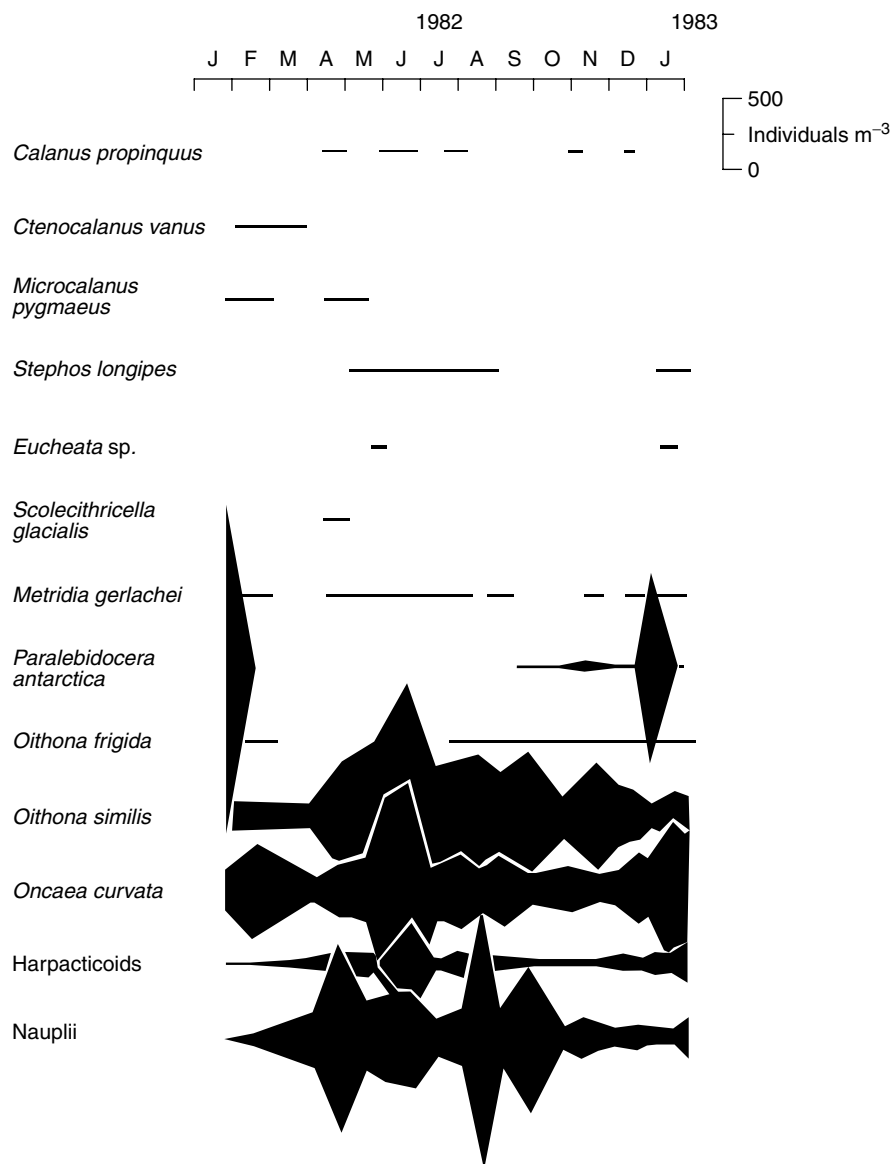 1982 1983
J F M A M J J A S O N D J
500
Individuals m⁻³
0
Calanus propinquus
Ctenocalanus vanus
Microcalanus
pygmaeus
Stephos longipes
Eucheata sp.
Scolecithricella
glacialis
Metridia gerlachei
Paralebidocera
antarctica
Oithona frigida
Oithona similis
Oncaea curvata
Harpacticoids
Nauplii